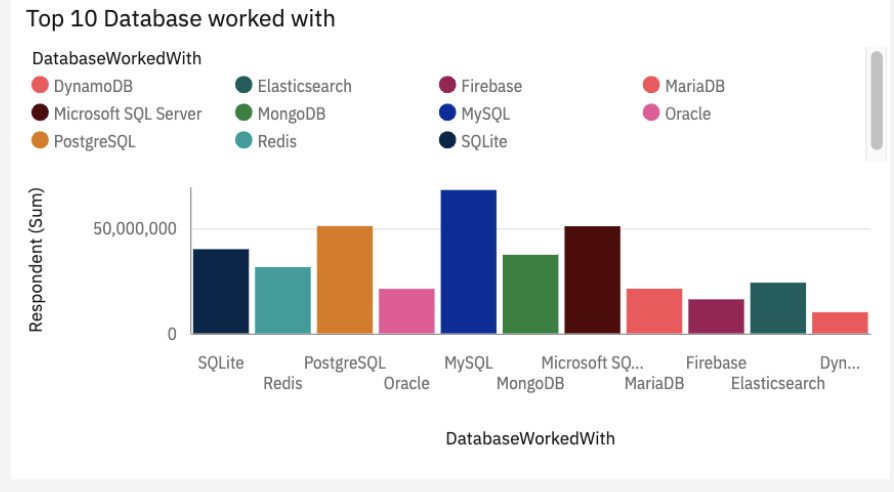 Top 10 Database worked with
DatabaseWorkedWith
DynamoDB Elasticsearch Firebase MariaDB
Microsoft SQL Server MongoDB MySQL Oracle
PostgreSQL Redis SQLite
Respondent (Sum)
50,000,000
0
SQLite PostgreSQL MySQL Microsoft SQ... Firebase Dyn...
Redis Oracle MongoDB MariaDB Elasticsearch
DatabaseWorkedWith